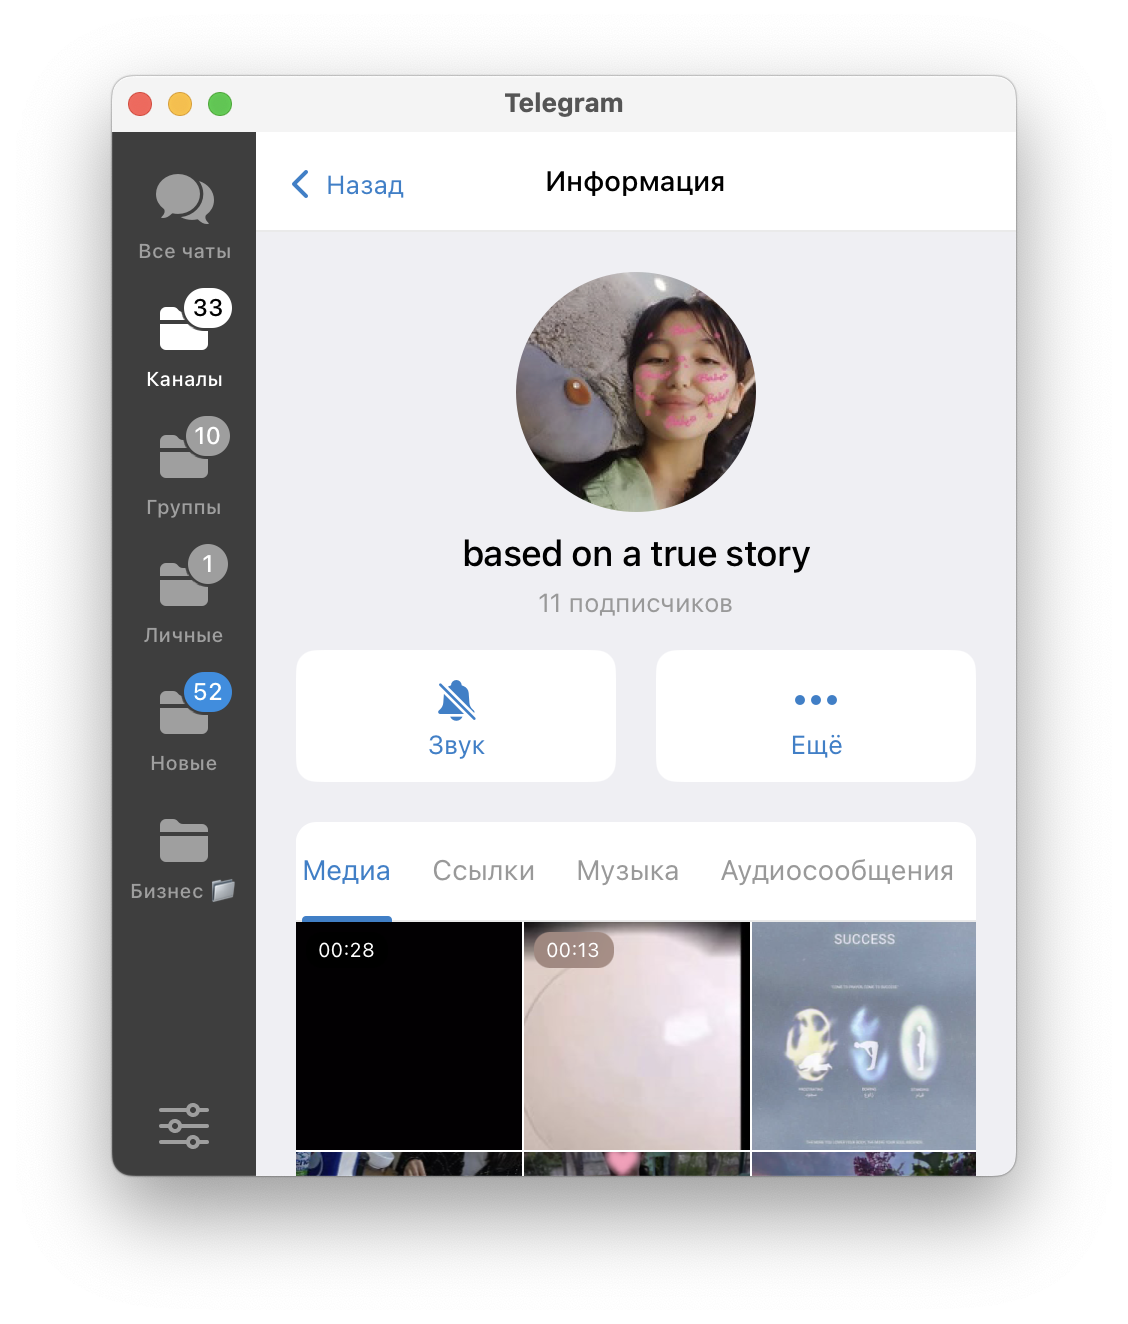 Telegram
Назад
Информация
Все чаты
33
Каналы
10
Группы
1
Личные
52
Новые
Бизнес
based on a true story
11 подписчиков
Звук
Ещё
Медиа Ссылки Музыка Аудиосообщения
00:28
00:13
SUCCESS